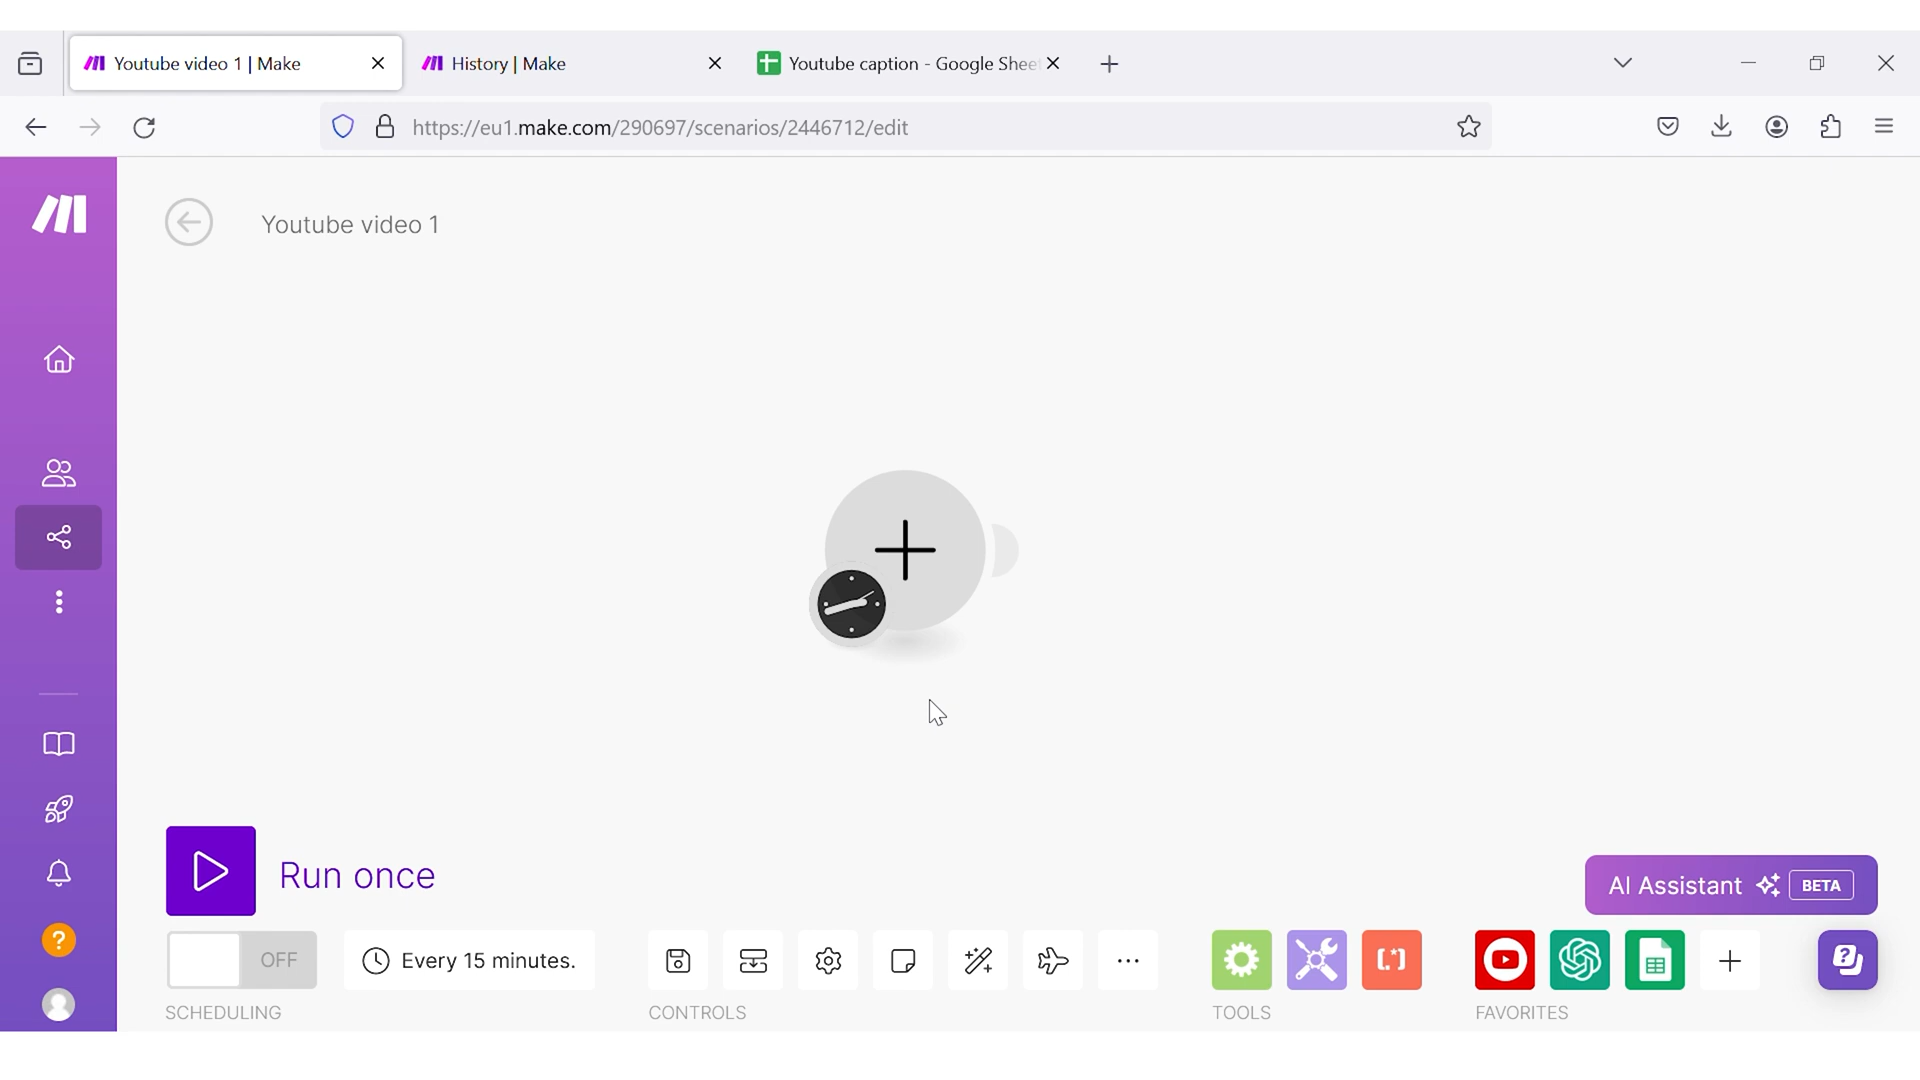 Youtube video 1 | Make
History | Make
Youtube caption - Google Shee
https://eu1.make.com/290697/scenarios/2446712/edit
Youtube video 1
Run once
AI Assistant BETA
OFF
Every 15 minutes.
SCHEDULING
CONTROLS
TOOLS
FAVORITES